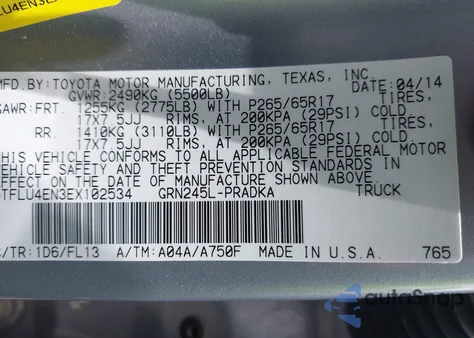 LU4EN3E
MFD.BY: TOYOTA MOTOR MANUFACTURING, TEXAS, INC.
GVWR: 2490KG (5500LB) DATE: 04/14
GAWR: FRT. 1255KG (2775LB) WITH P265/65R17 TIRES,
17X7.5JJ RIMS, AT 200KPA (29PSI) COLD
RR. 1410KG (3110LB) WITH P265/65R17 TIRES,
17X7.5JJ RIMS, AT 200KPA (29PSI) COLD
THIS VEHICLE CONFORMS TO ALL APPLICABLE FEDERAL MOTOR
VEHICLE SAFETY AND THEFT PREVENTION STANDARDS IN
EFFECT ON THE DATE OF MANUFACTURE SHOWN ABOVE
5TFLU4EN3EX102534 GRN245L-PRADKA TRUCK
C/TR: 1D6/FL13 A/TM: A04A/A750F MADE IN U.S.A. 765
autoSnap